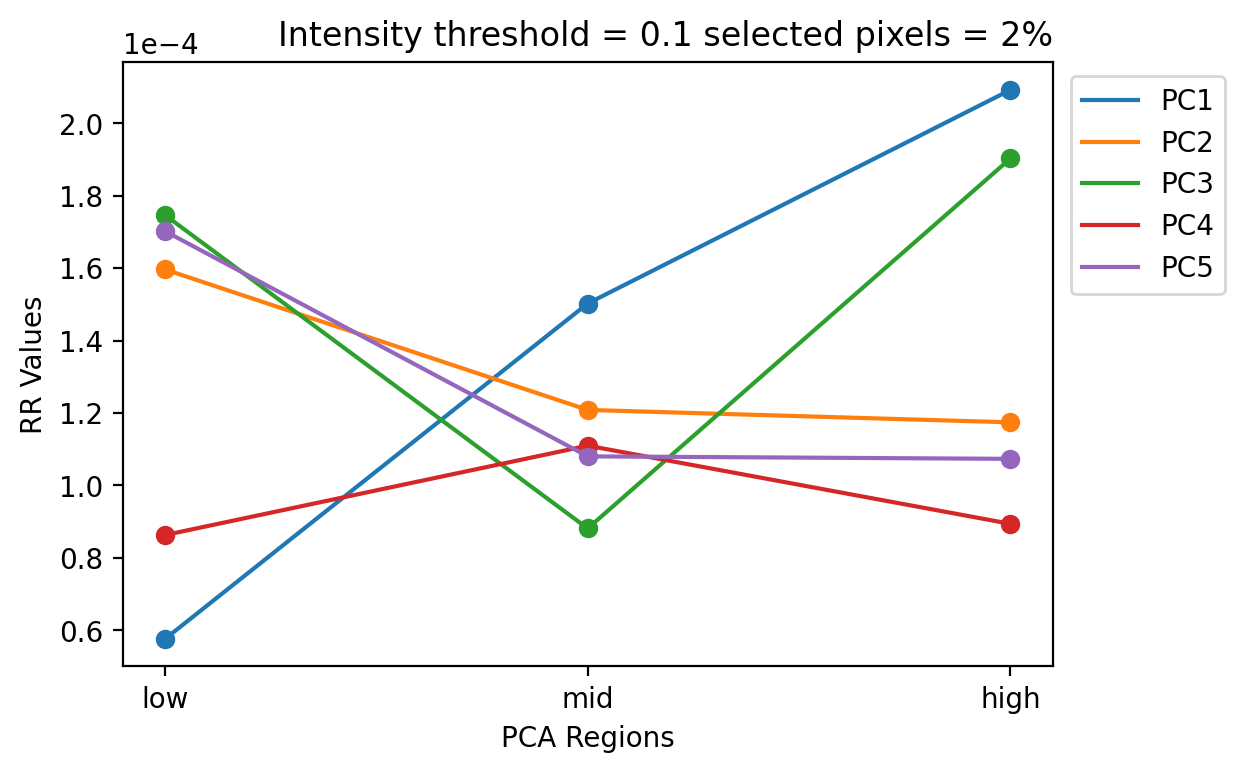 Intensity threshold = 0.1 selected pixels = 2%
1e−4
2.0
1.8
1.6
1.4
1.2
1.0
0.8
0.6
RR Values
low
mid
high
PCA Regions
PC1
PC2
PC3
PC4
PC5